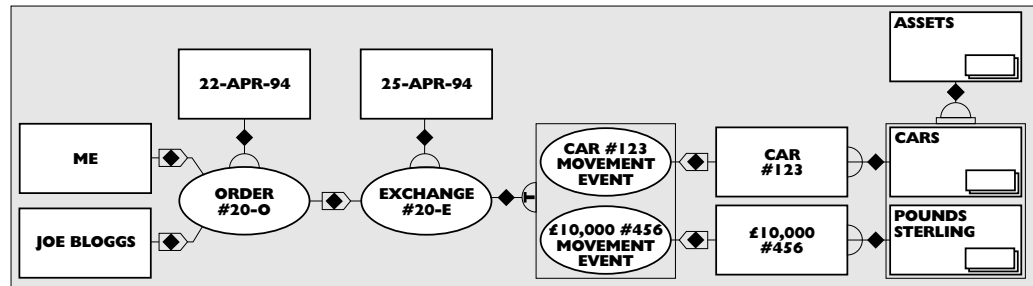 ASSETS
22-APR-94
25-APR-94
ME
CAR #123
MOVEMENT
EVENT
CAR
#123
CARS
ORDER
#20-O
EXCHANGE
#20-E
T
JOE BLOGGS
£10,000 #456
MOVEMENT
EVENT
£10,000
#456
POUNDS
STERLING